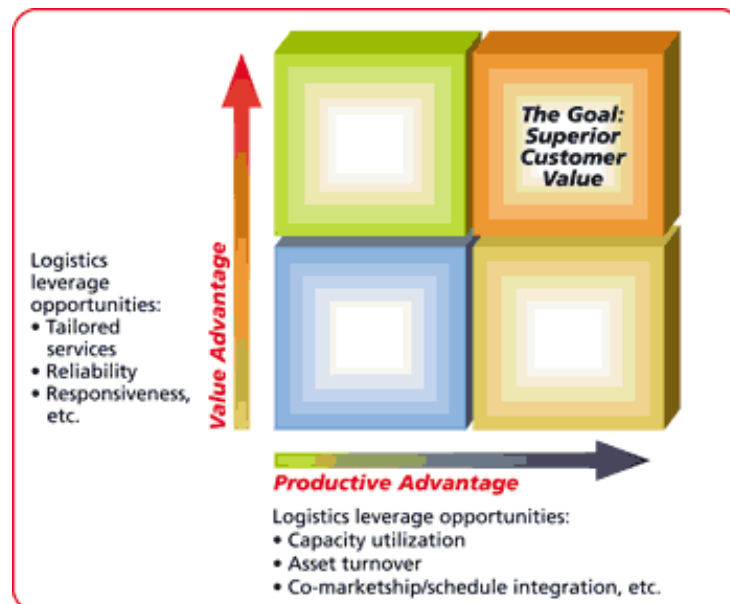 The Goal:
Superior
Customer
Value
Logistics
leverage
opportunities:
• Tailored
services
• Reliability
• Responsiveness,
etc.
Value Advantage
Productive Advantage
Logistics leverage opportunities:
• Capacity utilization
• Asset turnover
• Co-marketship/schedule integration, etc.